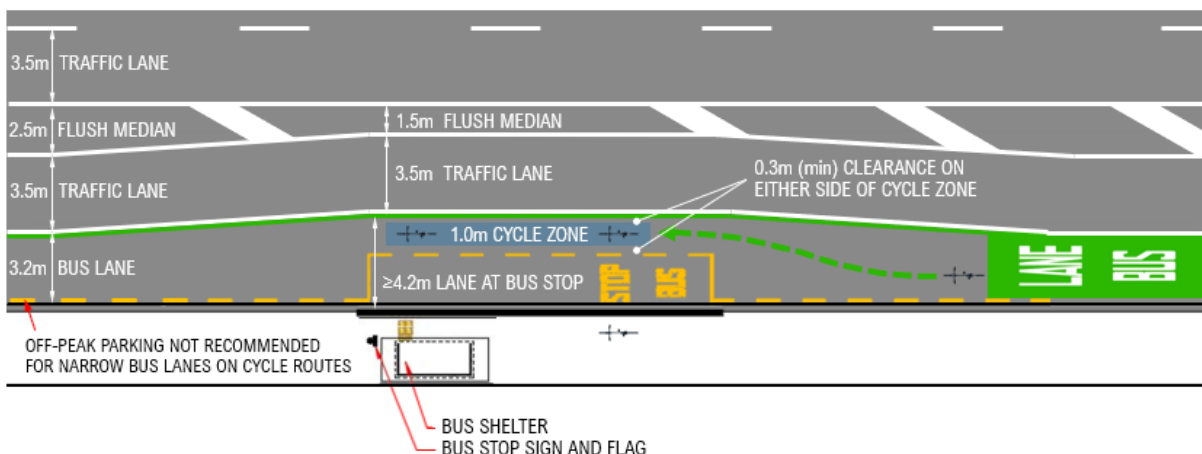 3.5m TRAFFIC LANE
2.5m FLUSH MEDIAN
1.5m FLUSH MEDIAN
3.5m TRAFFIC LANE
3.5m TRAFFIC LANE
0.3m (min) CLEARANCE ON
EITHER SIDE OF CYCLE ZONE
1.0m CYCLE ZONE
3.2m BUS LANE
≥4.2m LANE AT BUS STOP
STOP
BUS
LANE
BUS
OFF-PEAK PARKING NOT RECOMMENDED
FOR NARROW BUS LANES ON CYCLE ROUTES
BUS SHELTER
BUS STOP SIGN AND FLAG